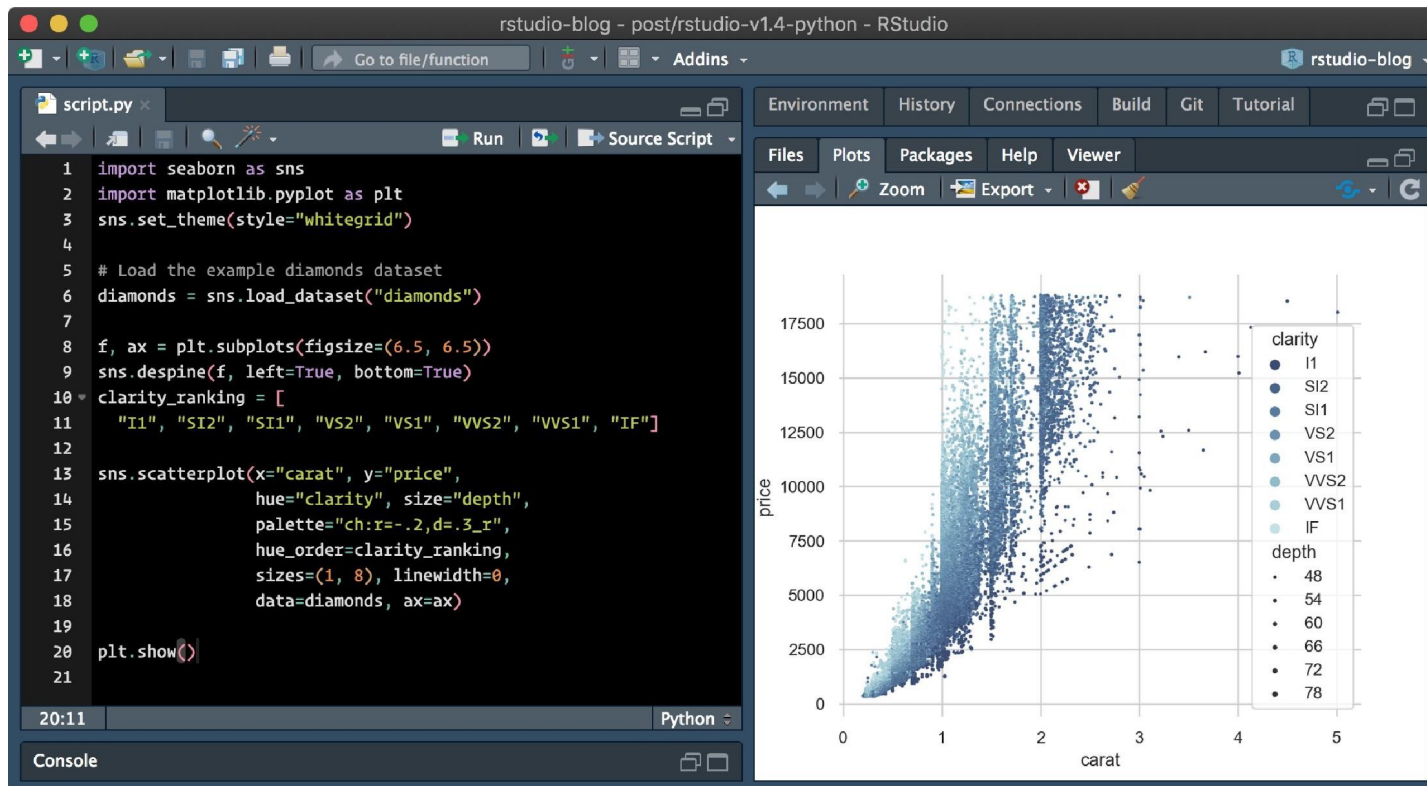 rstudio-blog - post/rstudio-v1.4-python - RStudio
Go to file/function
Addins
rstudio-blog
script.py
Run
Source Script
1 import seaborn as sns
2 import matplotlib.pyplot as plt
3 sns.set_theme(style="whitegrid")
4
5 # Load the example diamonds dataset
6 diamonds = sns.load_dataset("diamonds")
7
8 f, ax = plt.subplots(figsize=(6.5, 6.5))
9 sns.despine(f, left=True, bottom=True)
10 clarity_ranking = [
11   "I1", "SI2", "SI1", "VS2", "VS1", "VVS2", "VVS1", "IF"]
12
13 sns.scatterplot(x="carat", y="price",
14                 hue="clarity", size="depth",
15                 palette="ch:r=-.2,d=.3_r",
16                 hue_order=clarity_ranking,
17                 sizes=(1, 8), linewidth=0,
18                 data=diamonds, ax=ax)
19
20 plt.show()
21
20:11
Python
Console
Environment History Connections Build Git Tutorial
Files Plots Packages Help Viewer
Zoom Export
17500
15000
12500
10000
7500
5000
2500
0
price
0 1 2 3 4 5
carat
clarity
I1
SI2
SI1
VS2
VS1
VVS2
VVS1
IF
depth
48
54
60
66
72
78